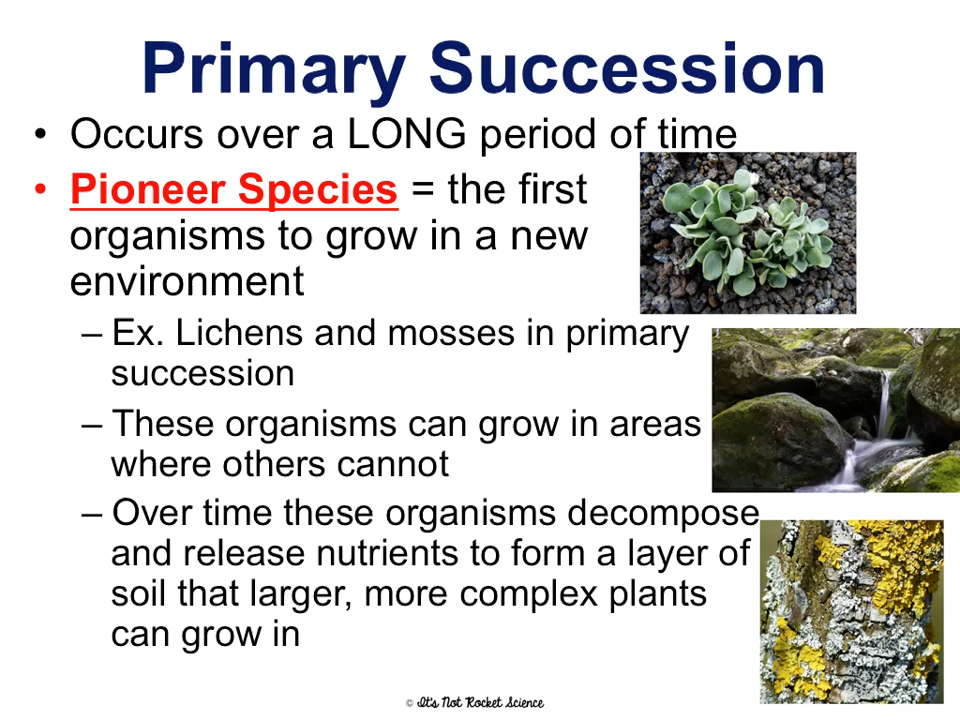 Primary Succession
• Occurs over a LONG period of time
• Pioneer Species = the first
organisms to grow in a new
environment
– Ex. Lichens and mosses in primary
succession
– These organisms can grow in areas
where others cannot
– Over time these organisms decompose
and release nutrients to form a layer of
soil that larger, more complex plants
can grow in
© It's Not Rocket Science